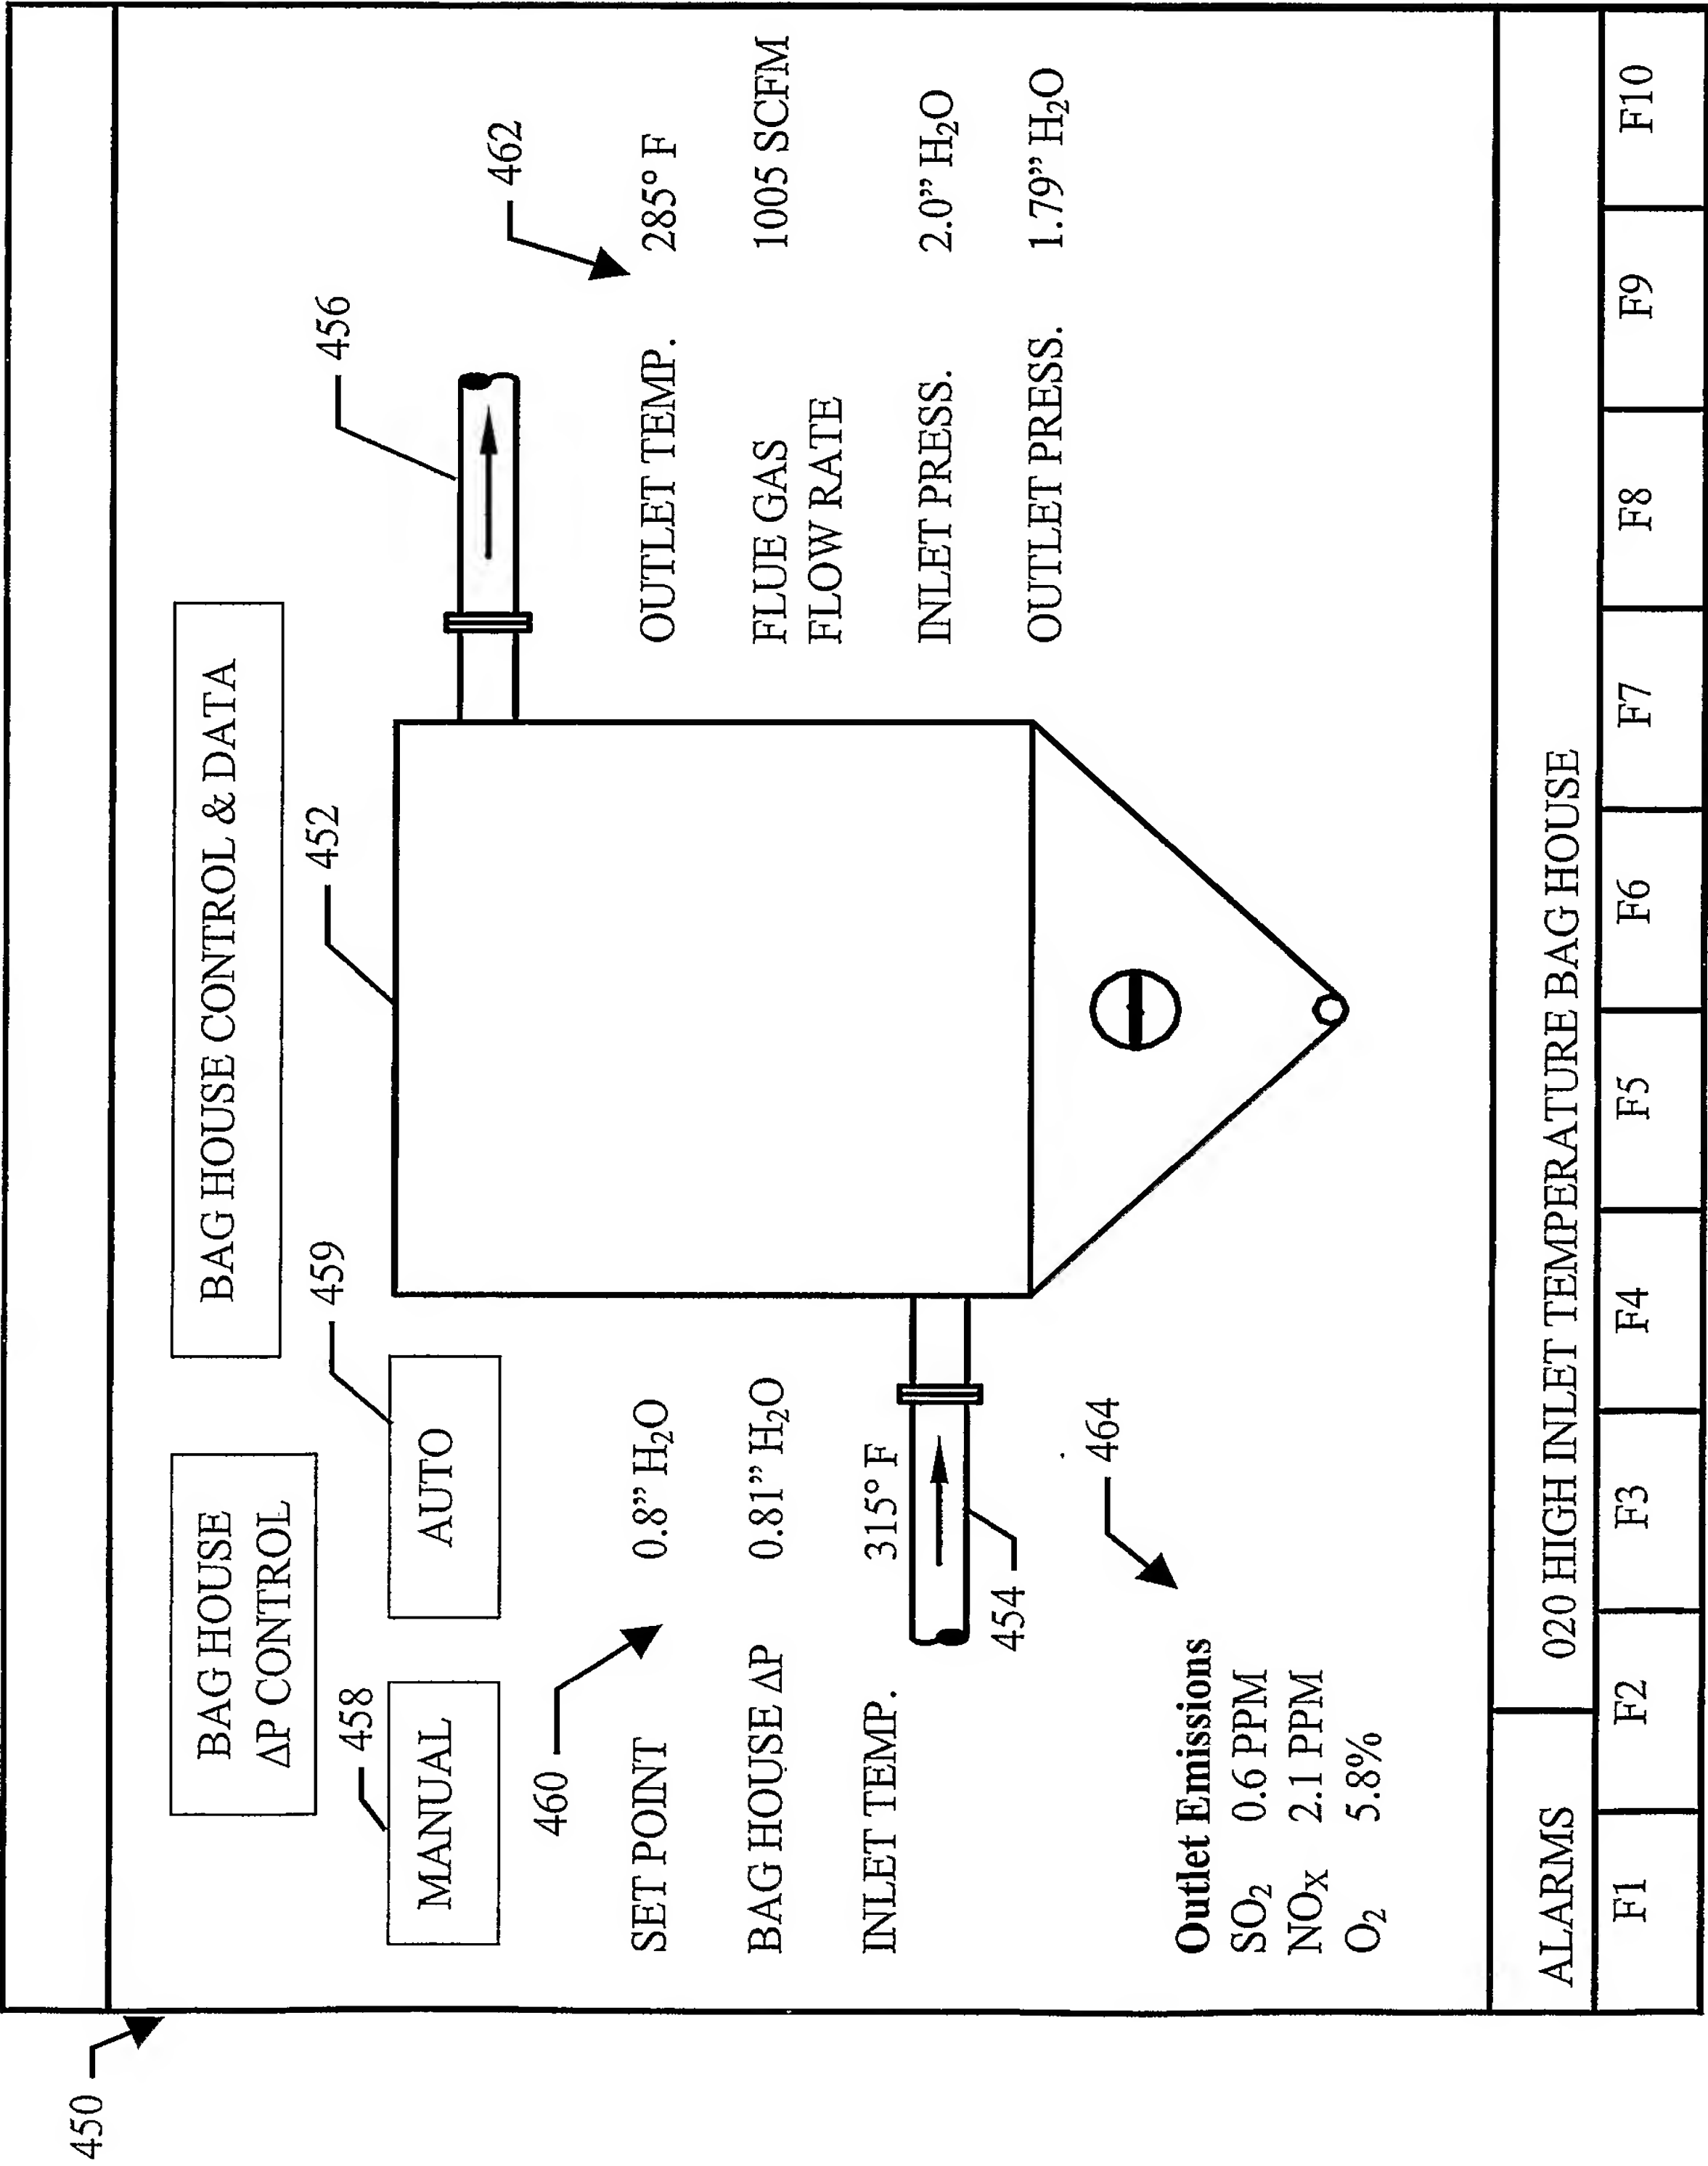 450
BAG HOUSE
ΔP CONTROL
BAG HOUSE CONTROL & DATA
458
MANUAL
459
AUTO
452
456
460
462
SET POINT 0.8” H₂O
BAG HOUSE ΔP 0.81” H₂O
INLET TEMP. 315° F
454
OUTLET TEMP. 285° F
FLUE GAS
FLOW RATE 1005 SCFM
INLET PRESS. 2.0” H₂O
OUTLET PRESS. 1.79” H₂O
464
Outlet Emissions
SO₂ 0.6 PPM
NOX 2.1 PPM
O₂ 5.8%
ALARMS 020 HIGH INLET TEMPERATURE BAG HOUSE
F1 F2 F3 F4 F5 F6 F7 F8 F9 F10